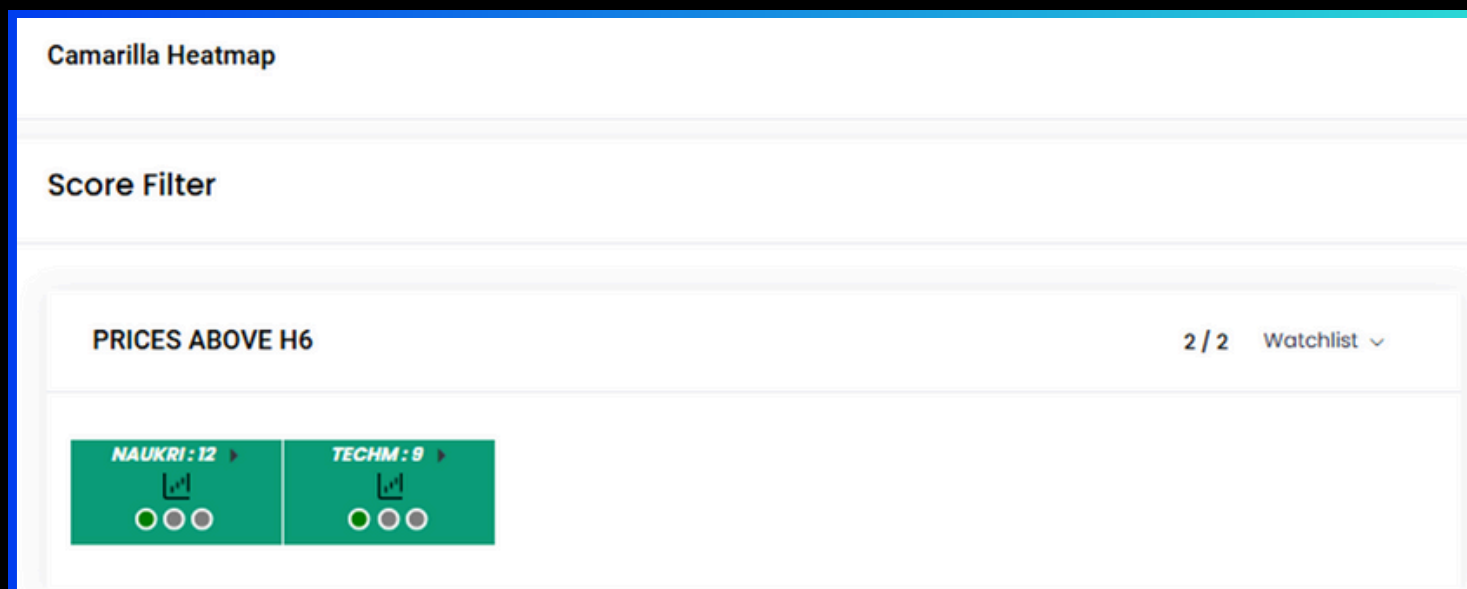 Camarilla Heatmap
Score Filter
PRICES ABOVE H6
2 / 2 Watchlist
NAUKRI : 12 TECHM : 9